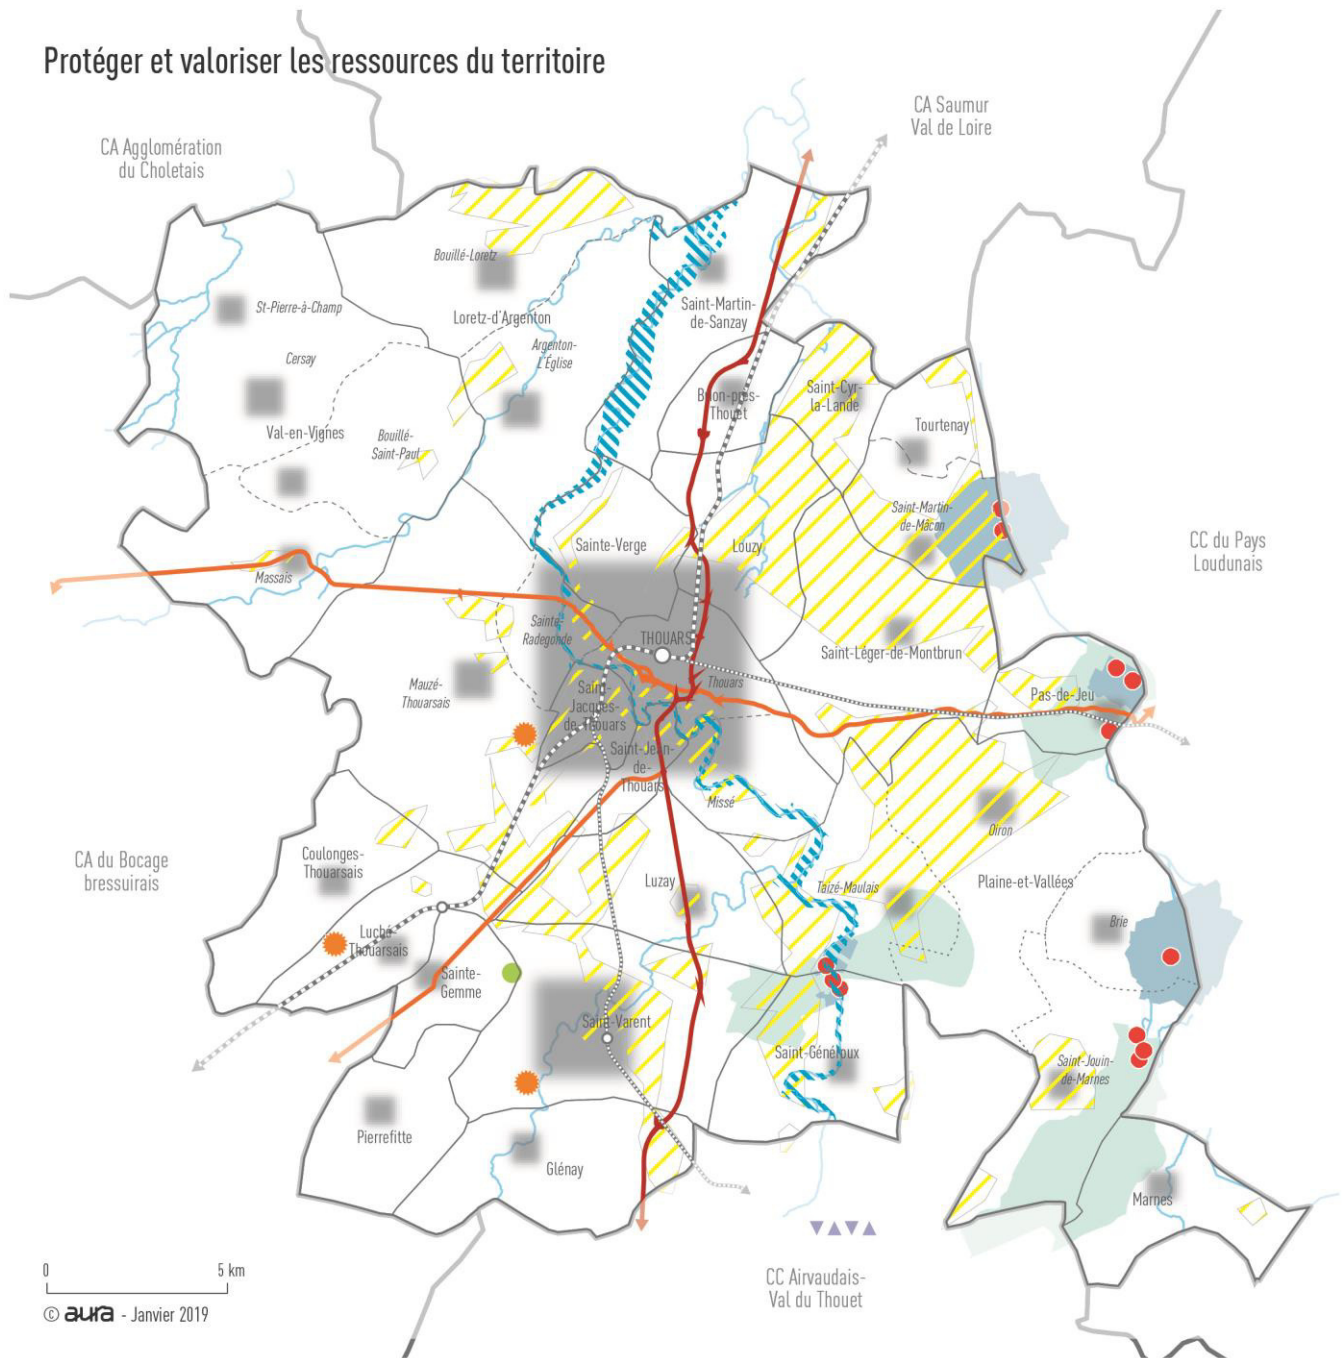 Protéger et valoriser les ressources du territoire
CA Saumur
Val de Loire
CA Agglomération
du Choletais
Bouillé-Loretz
St-Pierre-à-Champ
Saint-Martin-
de-Sanzay
Loretz-d'Argenton
Argenton-
L'Église
Cersay
Brion-près-
Thouet
Saint-Cyr-
la-Lande
Tourtenay
Val-en-Vignes
Bouillé-
Saint-Paul
Saint-Martin-
de-Mâcon
Sainte-Verge
Louzy
CC du Pays
Loudunais
Massais
Sainte-
Radegonde
THOUARS
Saint-Léger-de-Montbrun
Mauzé-
Thouarsais
Saint-
Jacques-
de-Thouars
Thouars
Pas-de-Jeu
Saint-Jean-
de-
Thouars
Missé
Oiron
CA du Bocage
bressuirais
Coulonges-
Thouarsais
Luzay
Taizé-Maulais
Plaine-et-Vallées
Brie
Luché-
Thouarsais
Sainte-
Gemme
Saint-Varent
Saint-Généroux
Saint-Jouin-
de-Marnes
Pierrefitte
Glénay
Marnes
0 5 km
CC Airvaudais-
Val du Thouet
© aura - Janvier 2019